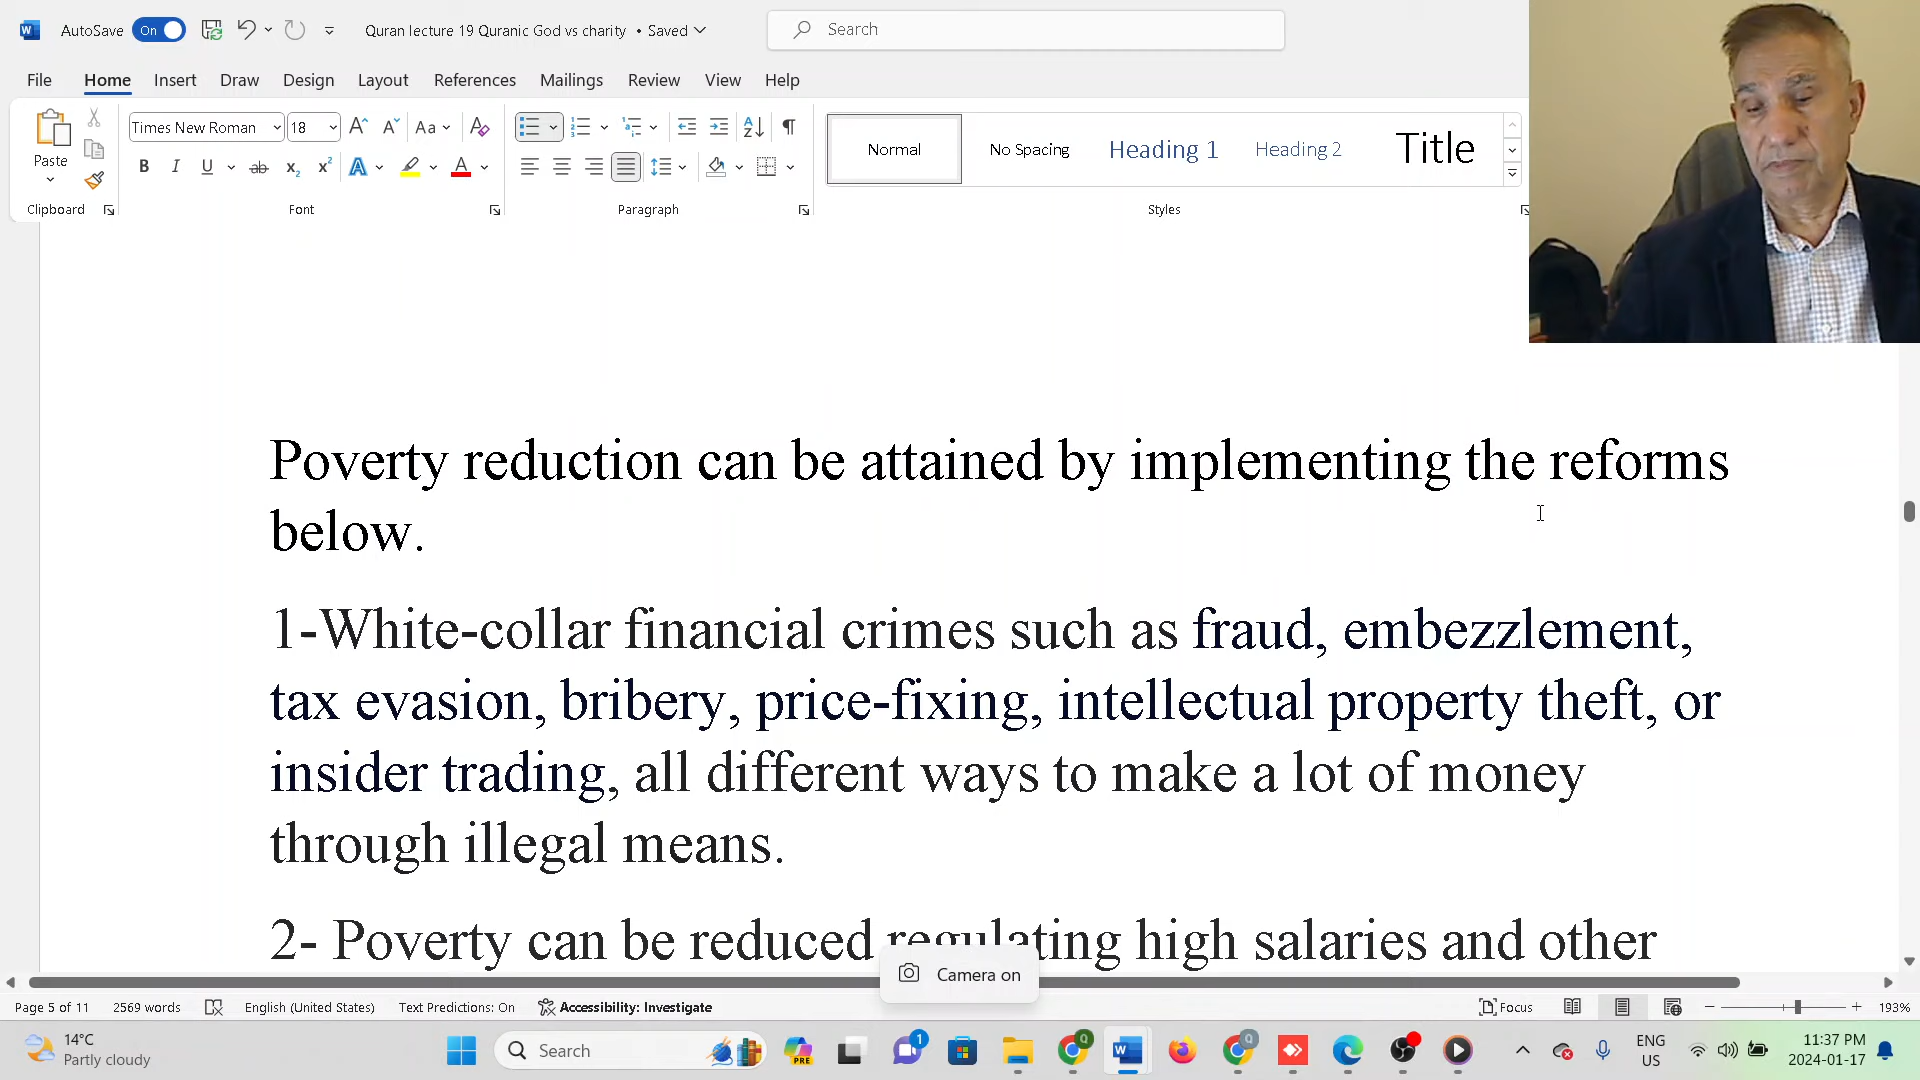 AutoSave On Quran lecture 19 Quranic God vs charity • Saved Search
File Home Insert Draw Design Layout References Mailings Review View Help
Times New Roman 18 Aa
Paste B I U ab x₂ x² A A Normal No Spacing Heading 1 Heading 2 Title
Clipboard Font Paragraph Styles
Poverty reduction can be attained by implementing the reforms
below.
1-White-collar financial crimes such as fraud, embezzlement,
tax evasion, bribery, price-fixing, intellectual property theft, or
insider trading, all different ways to make a lot of money
through illegal means.
2- Poverty can be reduced regulating high salaries and other
Camera on
Page 5 of 11 2569 words English (United States) Text Predictions: On Accessibility: Investigate Focus 193%
14°C
Partly cloudy
Search PRE 1
ENG
US
11:37 PM
2024-01-17